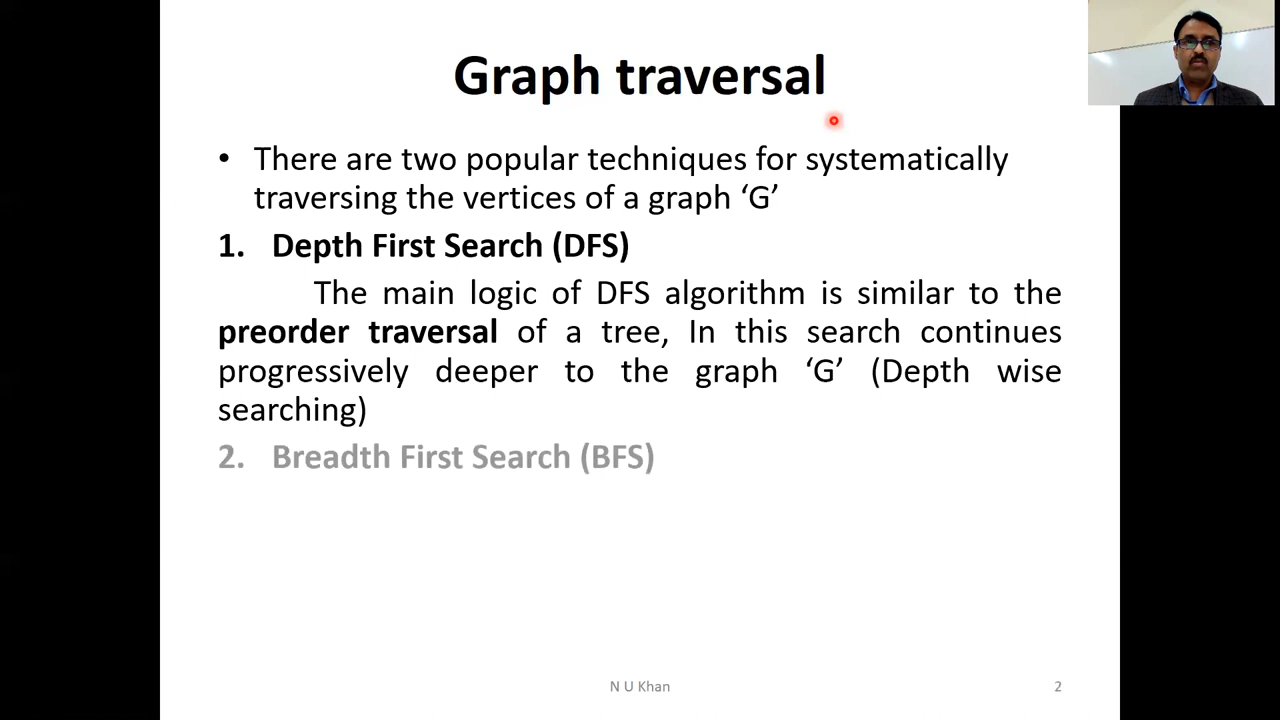 Graph traversal
• There are two popular techniques for systematically
traversing the vertices of a graph ‘G’
1. Depth First Search (DFS)
The main logic of DFS algorithm is similar to the
preorder traversal of a tree, In this search continues
progressively deeper to the graph ‘G’ (Depth wise
searching)
2. Breadth First Search (BFS)
N U Khan
2